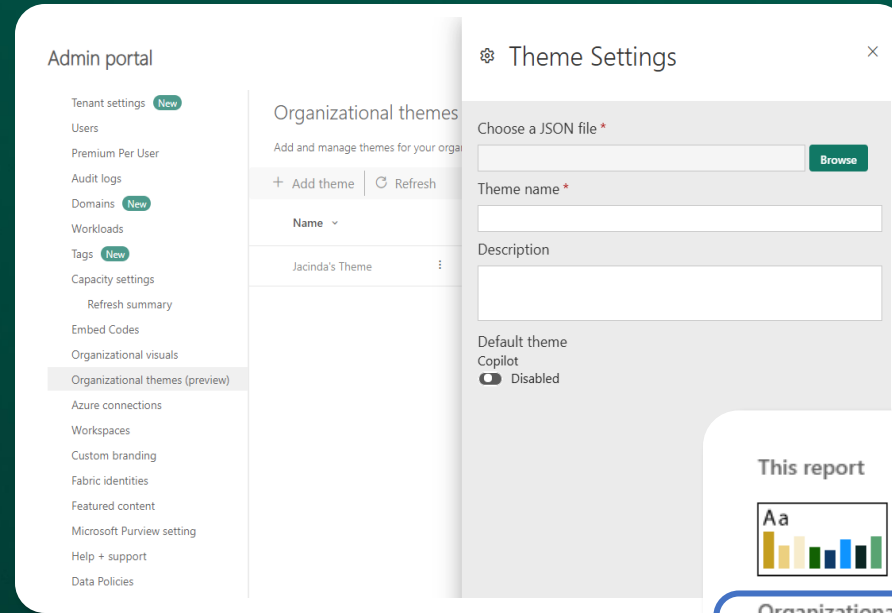 Admin portal
Tenant settings New
Users
Premium Per User
Audit logs
Domains New
Workloads
Tags New
Capacity settings
Refresh summary
Embed Codes
Organizational visuals
Organizational themes (preview)
Azure connections
Workspaces
Custom branding
Fabric identities
Featured content
Microsoft Purview setting
Help + support
Data Policies
Organizational themes
Add and manage themes for your orga
+ Add theme Refresh
Name
Jacinda's Theme
Theme Settings
Choose a JSON file *
Browse
Theme name *
Description
Default theme
Copilot
Disabled
This report
Aa
Organizationa